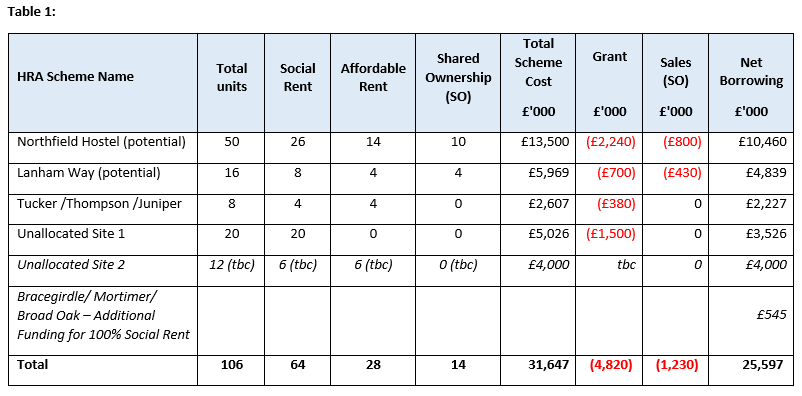 Table 1:
HRA Scheme Name Total units Social Rent Affordable Rent Shared Ownership (SO) Total Scheme Cost £'000 Grant £'000 Sales (SO) £'000 Net Borrowing £'000
Northfield Hostel (potential) 50 26 14 10 £13,500 (£2,240) (£800) £10,460
Lanham Way (potential) 16 8 4 4 £5,969 (£700) (£430) £4,839
Tucker /Thompson /Juniper 8 4 4 0 £2,607 (£380) 0 £2,227
Unallocated Site 1 20 20 0 0 £5,026 (£1,500) 0 £3,526
Unallocated Site 2 12 (tbc) 6 (tbc) 6 (tbc) 0 (tbc) £4,000 tbc 0 £4,000
Bracegirdle/ Mortimer/
Broad Oak – Additional £545
Funding for 100% Social Rent
Total 106 64 28 14 31,647 (4,820) (1,230) 25,597